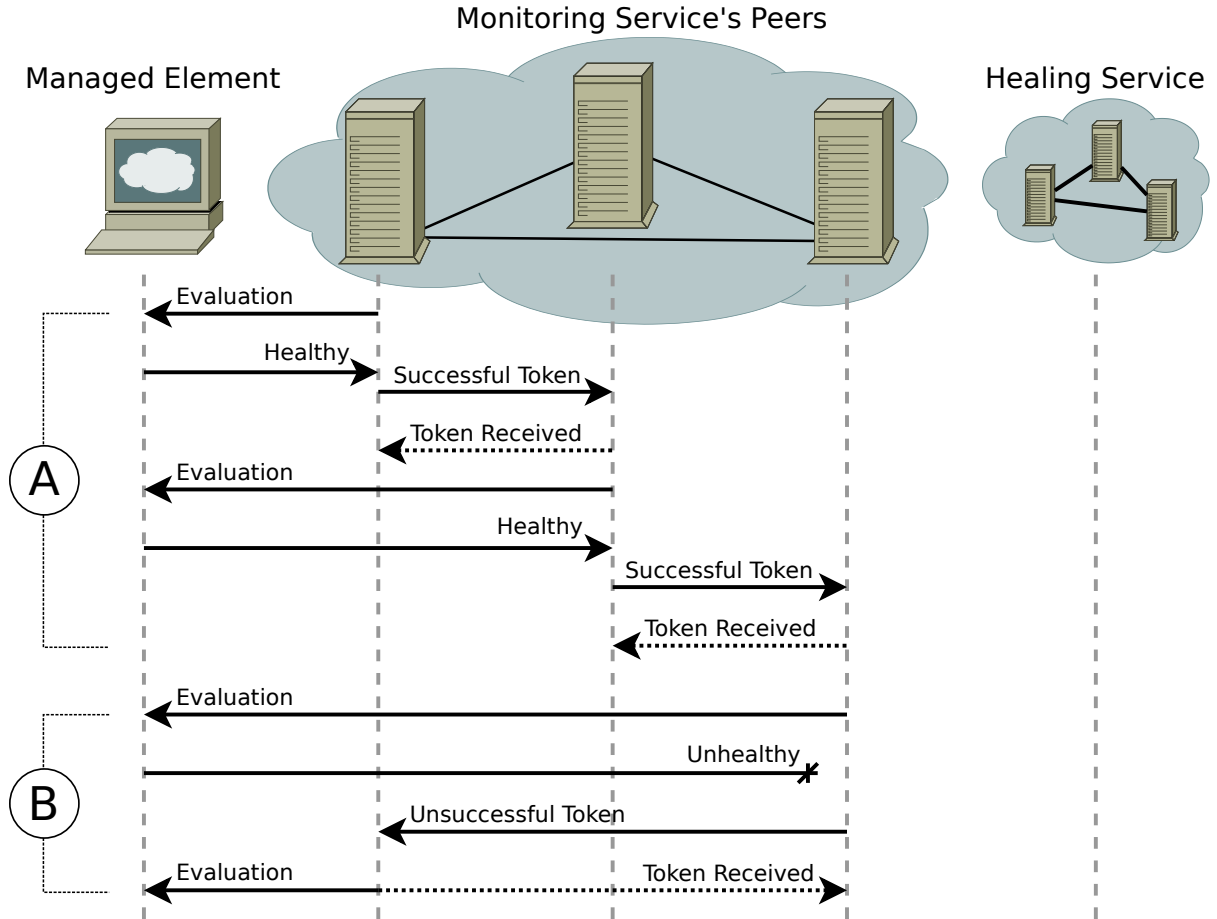 Monitoring Service's Peers
Managed Element
Healing Service
Evaluation
Healthy
Successful Token
Token Received
A
Evaluation
Healthy
Successful Token
Token Received
Evaluation
Unhealthy
B
Unsuccessful Token
Evaluation
Token Received